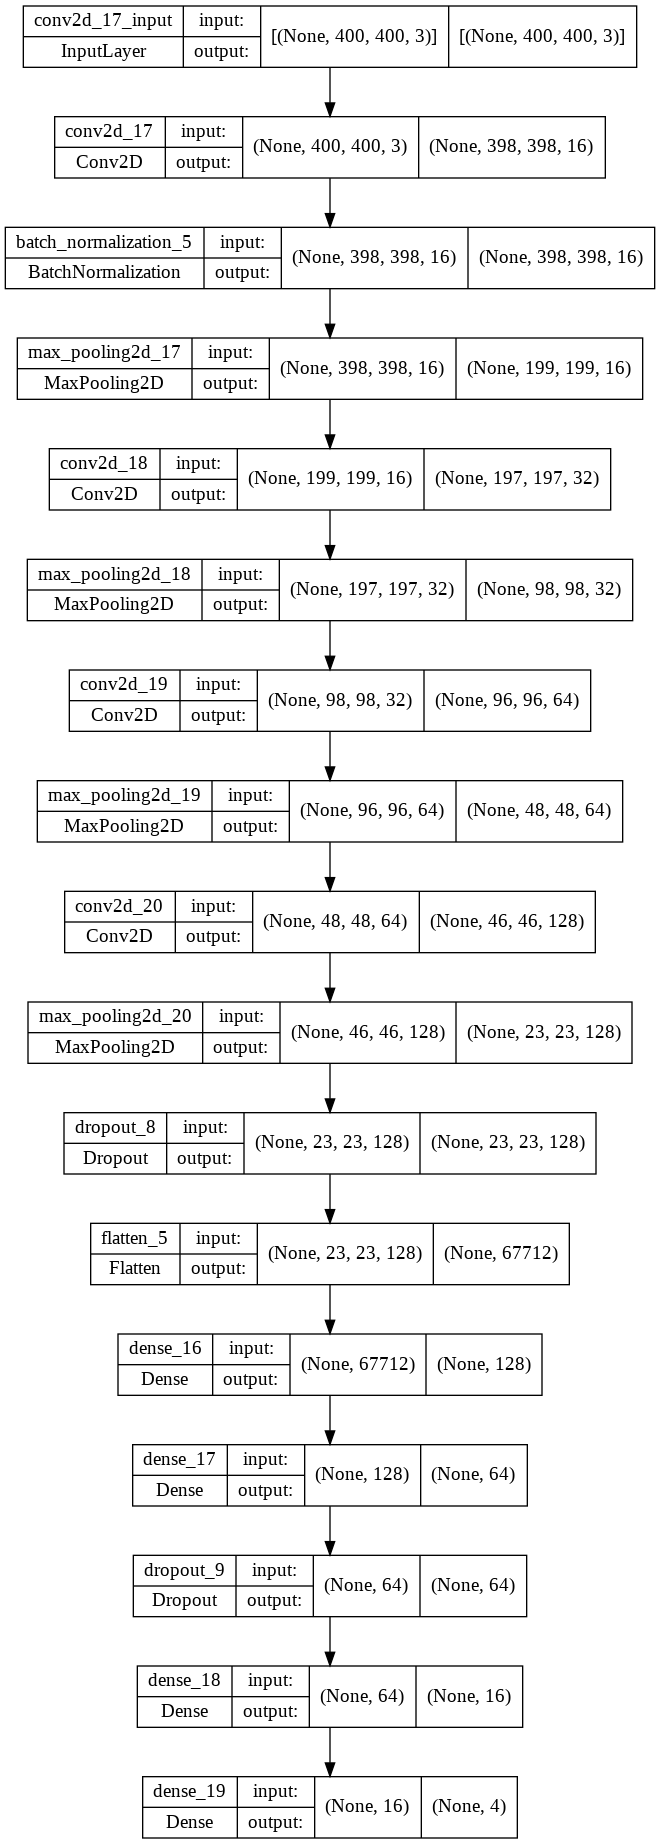 conv2d_17_input input: [(None, 400, 400, 3)] [(None, 400, 400, 3)]
InputLayer output:
conv2d_17 input: (None, 400, 400, 3) (None, 398, 398, 16)
Conv2D output:
batch_normalization_5 input: (None, 398, 398, 16) (None, 398, 398, 16)
BatchNormalization output:
max_pooling2d_17 input: (None, 398, 398, 16) (None, 199, 199, 16)
MaxPooling2D output:
conv2d_18 input: (None, 199, 199, 16) (None, 197, 197, 32)
Conv2D output:
max_pooling2d_18 input: (None, 197, 197, 32) (None, 98, 98, 32)
MaxPooling2D output:
conv2d_19 input: (None, 98, 98, 32) (None, 96, 96, 64)
Conv2D output:
max_pooling2d_19 input: (None, 96, 96, 64) (None, 48, 48, 64)
MaxPooling2D output:
conv2d_20 input: (None, 48, 48, 64) (None, 46, 46, 128)
Conv2D output:
max_pooling2d_20 input: (None, 46, 46, 128) (None, 23, 23, 128)
MaxPooling2D output:
dropout_8 input: (None, 23, 23, 128) (None, 23, 23, 128)
Dropout output:
flatten_5 input: (None, 23, 23, 128) (None, 67712)
Flatten output:
dense_16 input: (None, 67712) (None, 128)
Dense output:
dense_17 input: (None, 128) (None, 64)
Dense output:
dropout_9 input: (None, 64) (None, 64)
Dropout output:
dense_18 input: (None, 64) (None, 16)
Dense output:
dense_19 input: (None, 16) (None, 4)
Dense output: